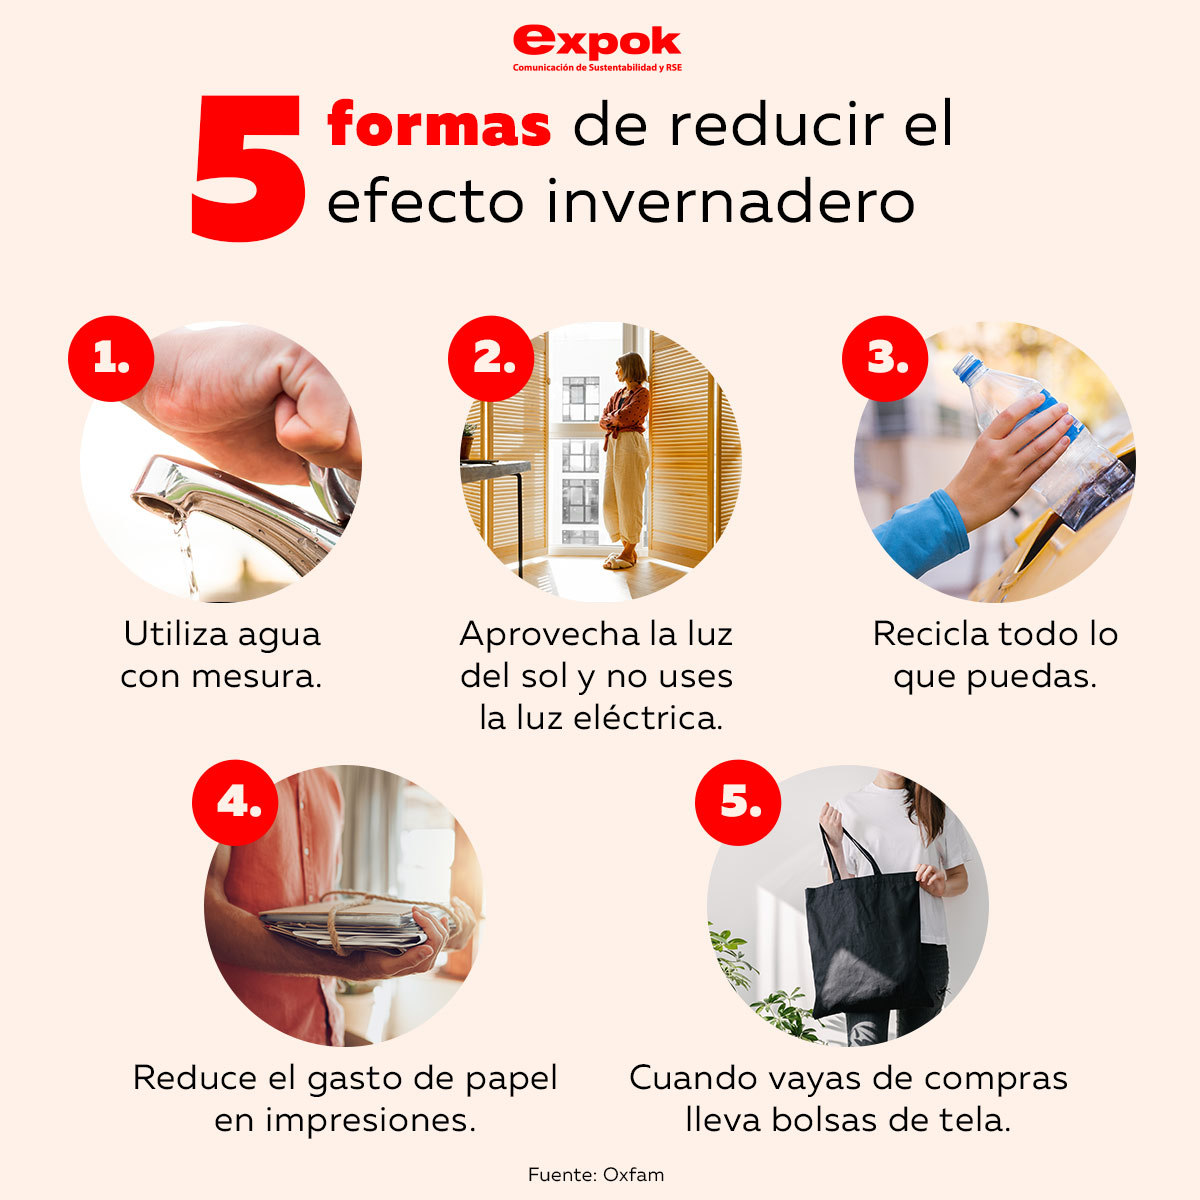 expok
Comunicación de Sustentabilidad y RSE
5 formas de reducir el
efecto invernadero
1.
Utiliza agua
con mesura.
2.
Aprovecha la luz
del sol y no uses
la luz eléctrica.
3.
Recicla todo lo
que puedas.
4.
Reduce el gasto de papel
en impresiones.
5.
Cuando vayas de compras
lleva bolsas de tela.
Fuente: Oxfam